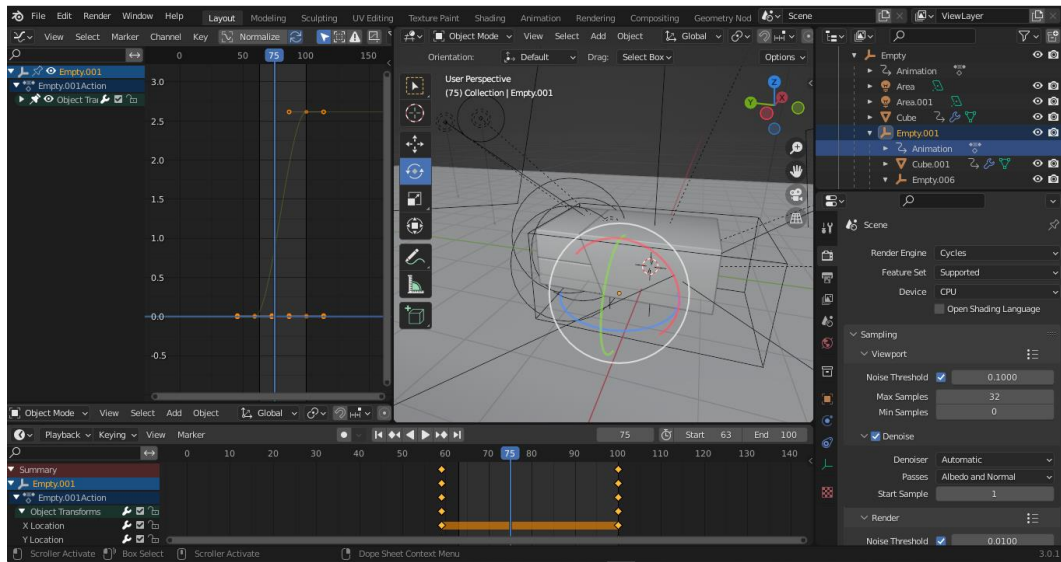 File Edit Render Window Help Layout Modeling Sculpting UV Editing Texture Paint Shading Animation Rendering Compositing Geometry Nod Scene ViewLayer
View Select Marker Channel Key Normalize
Object Mode View Select Add Object Global
Orientation: Default Drag: Select Box Options
0 50 75 100 150
Empty.001
Empty.001Action
Object Tra
3.0
2.5
2.0
1.5
1.0
0.5
0.0
-0.5
User Perspective
(75) Collection | Empty.001
Z
Y
X
Empty
Animation
Area
Area.001
Cube
Empty.001
Animation
Cube.001
Empty.006
Scene
Render Engine Cycles
Feature Set Supported
Device CPU
Open Shading Language
Sampling
Viewport
Noise Threshold 0.1000
Max Samples 32
Min Samples 0
Denoise
Denoiser Automatic
Passes Albedo and Normal
Start Sample 1
Render
Noise Threshold 0.0100
Object Mode View Select Add Object Global
Playback Keying View Marker 75 Start 63 End 100
0 10 20 30 40 50 60 70 75 80 90 100 110 120 130 140
Summary
Empty.001
Empty.001Action
Object Transforms
X Location
Y Location
Scroller Activate Box Select Scroller Activate Dope Sheet Context Menu 3.0.1